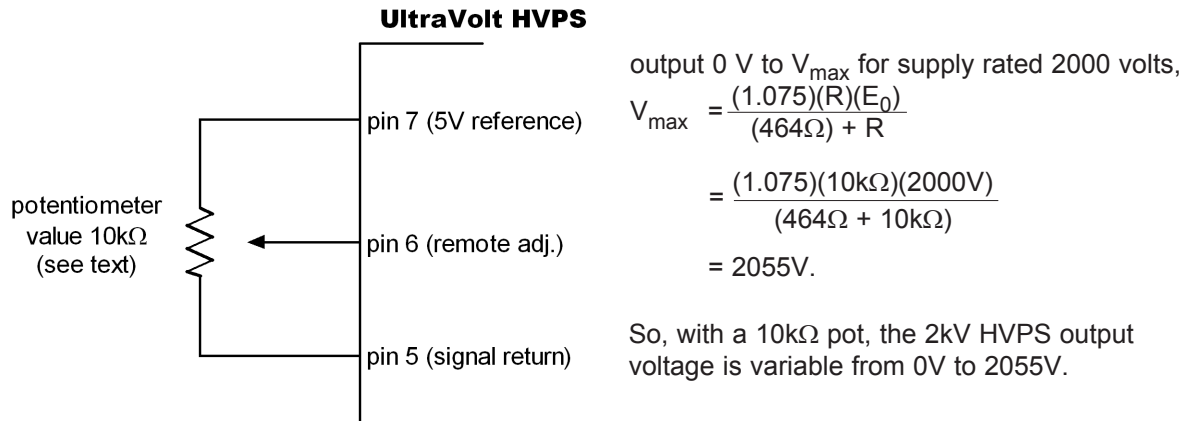 UltraVolt HVPS
pin 7 (5V reference)
potentiometer
value 10kΩ
(see text)
pin 6 (remote adj.)
pin 5 (signal return)
output 0 V to Vmax for supply rated 2000 volts,
Vmax = (1.075)(R)(E0)
(464Ω) + R
= (1.075)(10kΩ)(2000V)
(464Ω + 10kΩ)
= 2055V.
So, with a 10kΩ pot, the 2kV HVPS output
voltage is variable from 0V to 2055V.